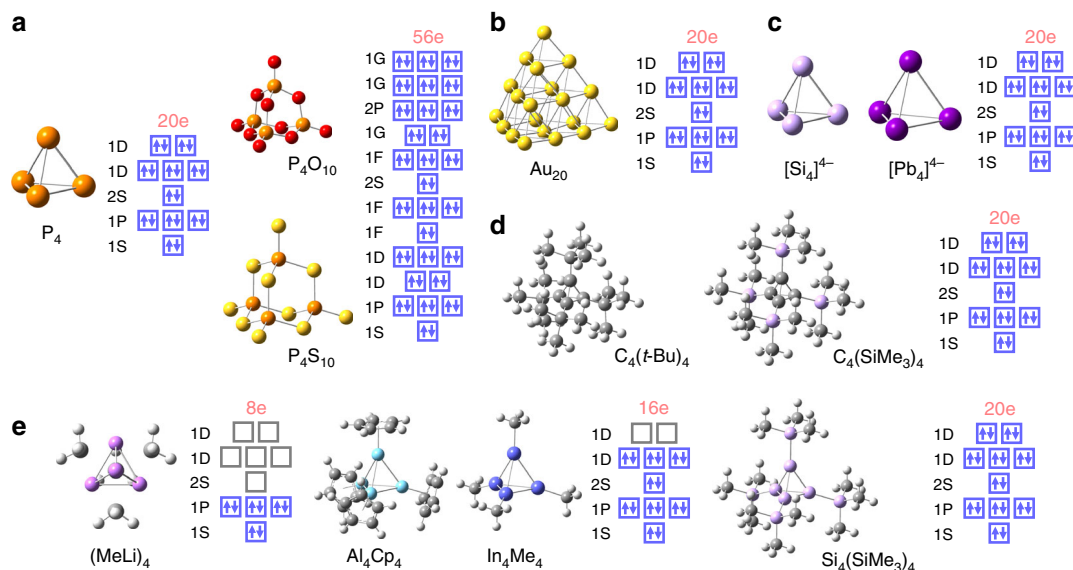 a
56e
1G
1G
2P
1G
1F
2S
1F
1F
1D
1D
1P
1S
20e
1D
1D
2S
1P
1S
P4
P4O10
P4S10
b
20e
1D
1D
2S
1P
1S
Au20
c
20e
1D
1D
2S
1P
1S
[Si4]4−
[Pb4]4−
d
20e
1D
1D
2S
1P
1S
C4(t-Bu)4
C4(SiMe3)4
e
8e
1D
1D
2S
1P
1S
(MeLi)4
16e
1D
1D
2S
1P
1S
Al4Cp4
In4Me4
20e
1D
1D
2S
1P
1S
Si4(SiMe3)4